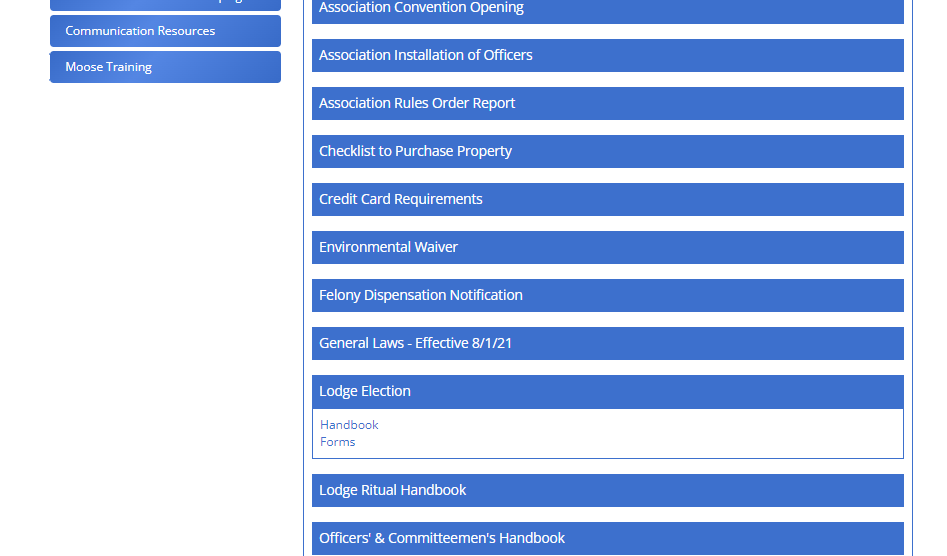 Communication Resources
Moose Training
Association Convention Opening
Association Installation of Officers
Association Rules Order Report
Checklist to Purchase Property
Credit Card Requirements
Environmental Waiver
Felony Dispensation Notification
General Laws - Effective 8/1/21
Lodge Election
Handbook
Forms
Lodge Ritual Handbook
Officers' & Committeemen's Handbook